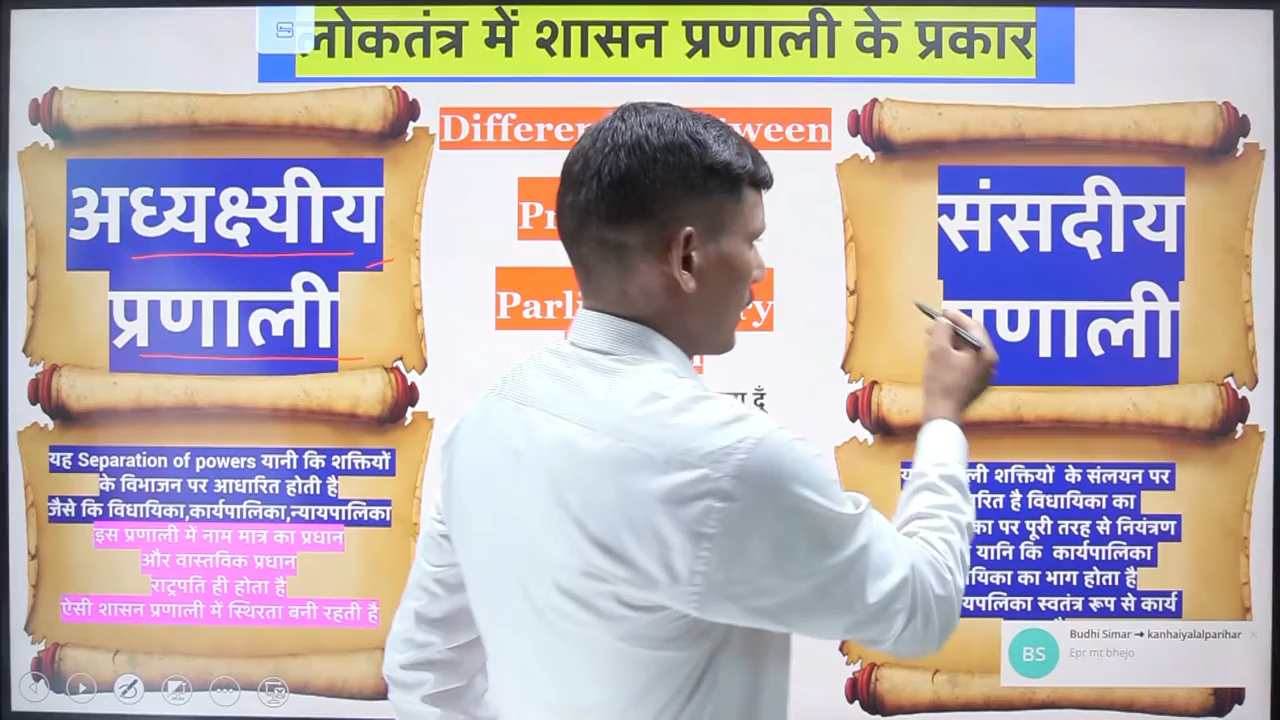 लोकतंत्र में शासन प्रणाली के प्रकार
अध्यक्ष्यीय
प्रणाली
यह Separation of powers यानी कि शक्तियों
के विभाजन पर आधारित होती है
जैसे कि विधायिका,कार्यपालिका,न्यायपालिका
इस प्रणाली में नाम मात्र का प्रधान
और वास्तविक प्रधान
राट्रपति ही होता है
ऐसी शासन प्रणाली में स्थिरता बनी रहती है
दूँ
संसदीय
शक्तियों के संलयन पर
है विधायिका का
पर पूरी तरह से नियंत्रण
यानि कि कार्यपालिका
का भाग होता है
स्वतंत्र रूप से कार्य
BS
Budhi Simar → kanhaiyalalparihar
Epr mt bhejo